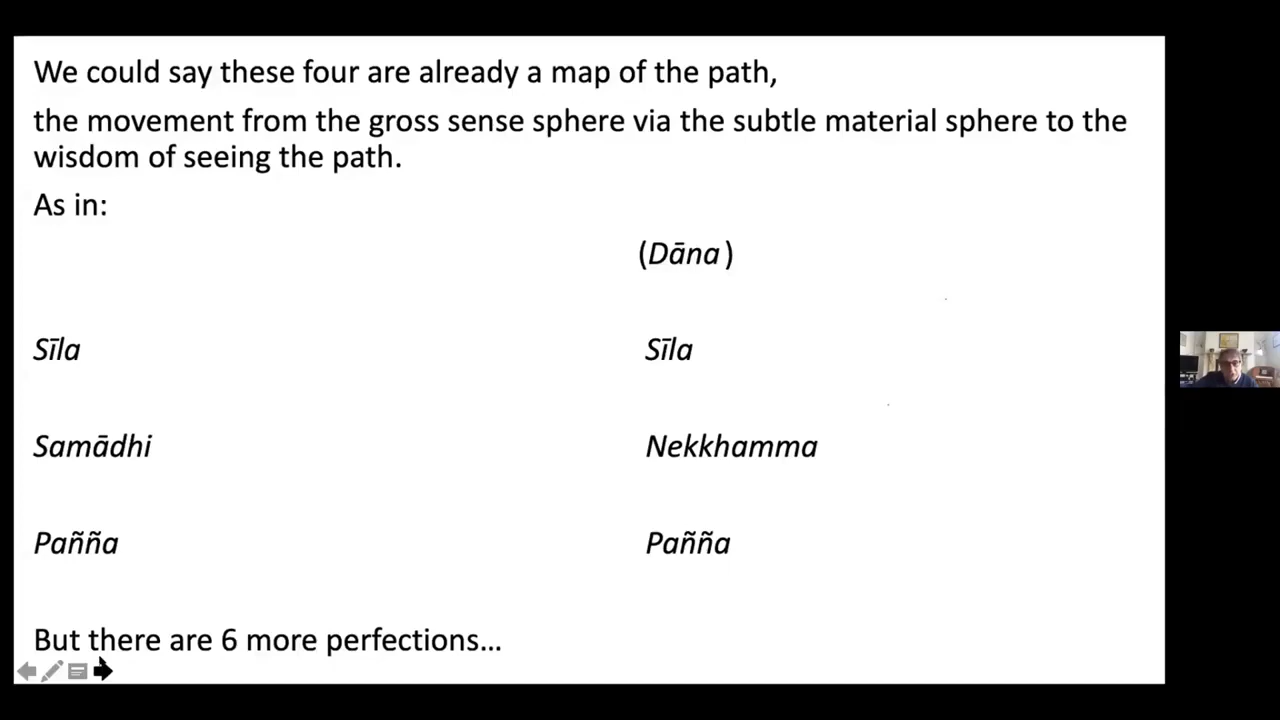 We could say these four are already a map of the path,
the movement from the gross sense sphere via the subtle material sphere to the
wisdom of seeing the path.
As in:
(Dāna)
Sīla Sīla
Samādhi Nekkhamma
Pañña Pañña
But there are 6 more perfections...